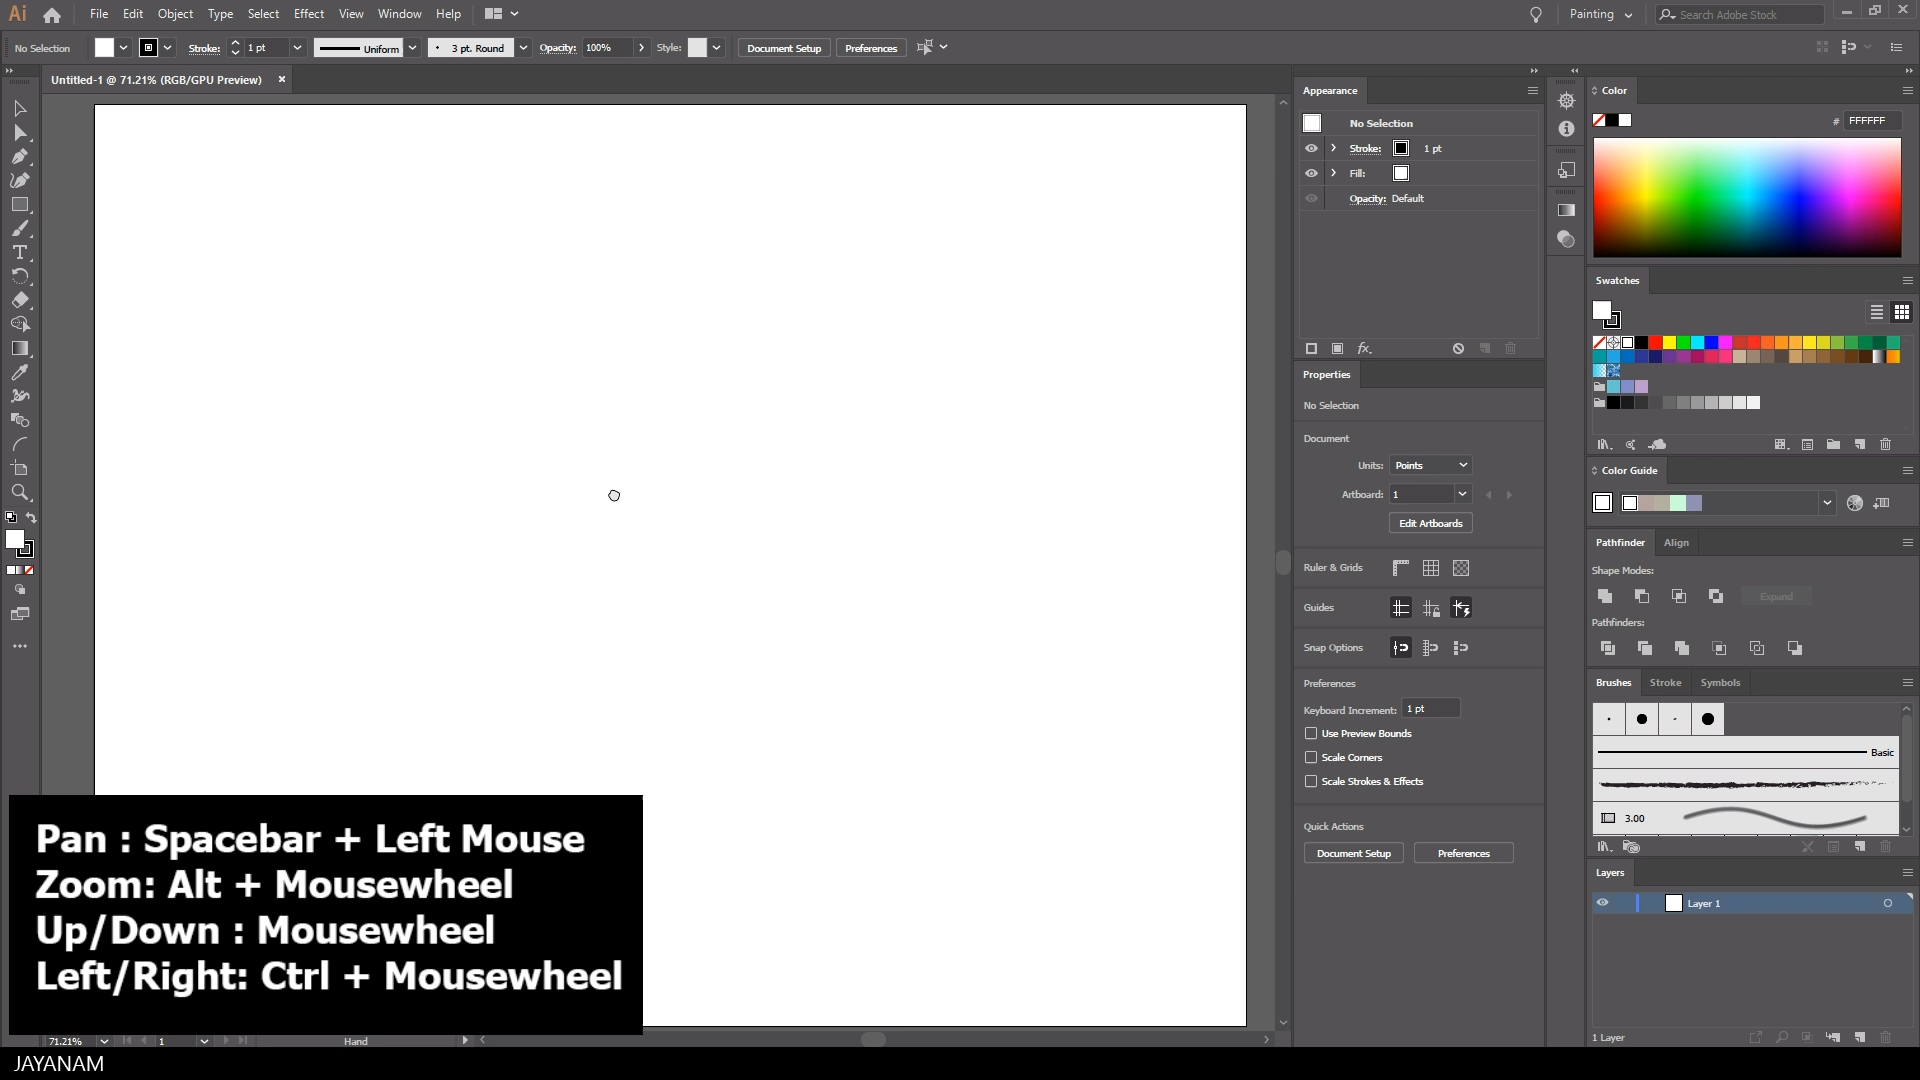 Ai File Edit Object Type Select Effect View Window Help Painting Search Adobe Stock
No Selection Stroke: 1 pt Uniform 3 pt. Round Opacity: 100% Style: Document Setup Preferences
Untitled-1 @ 71.21% (RGB/GPU Preview)
Appearance
No Selection
Stroke: 1 pt
Fill:
Opacity: Default
fx
Properties
No Selection
Document
Units: Points
Artboard: 1
Edit Artboards
Ruler & Grids
Guides
Snap Options
Preferences
Keyboard Increment: 1 pt
Use Preview Bounds
Scale Corners
Scale Strokes & Effects
Quick Actions
Document Setup Preferences
Color
# FFFFFF
Swatches
Color Guide
Pathfinder Align
Shape Modes:
Expand
Pathfinders:
Brushes Stroke Symbols
Basic
3.00
Layers
Layer 1
1 Layer
Pan : Spacebar + Left Mouse
Zoom: Alt + Mousewheel
Up/Down : Mousewheel
Left/Right: Ctrl + Mousewheel
71.21% 1 Hand
JAYANAM